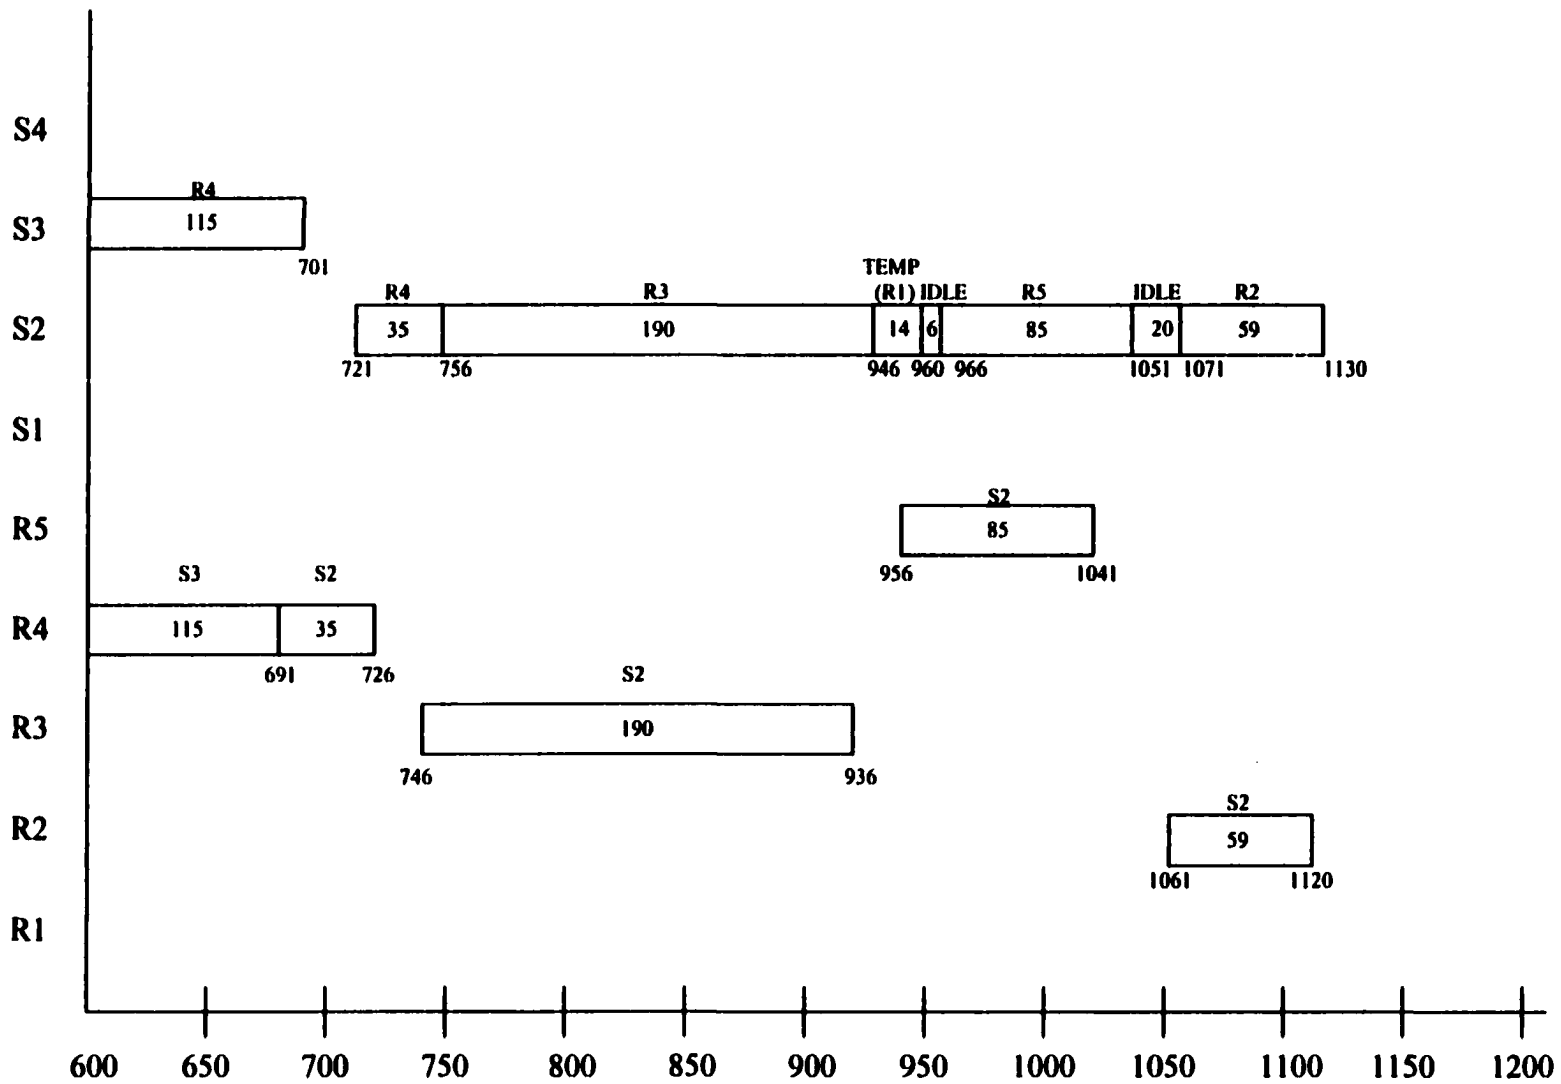 S4
R4
S3
115
701
TEMP
R4 R3 (R1) IDLE R5 IDLE R2
S2
35 190 14 6 85 20 59
721 756 946 960 966 1051 1071 1130
S1
S2
R5
85
956 1041
S3 S2
R4
115 35
691 726
S2
R3
190
746 936
S2
R2
59
1061 1120
R1
600 650 700 750 800 850 900 950 1000 1050 1100 1150 1200